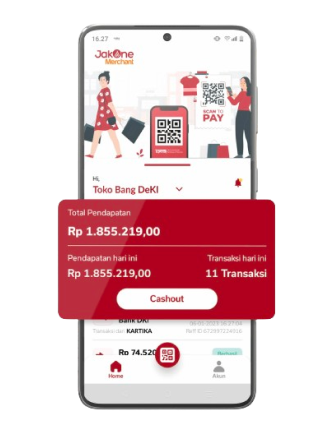 16.27
JakOne
Merchant
SCAN TO
PAY
Hi,
Toko Bang DeKI
Total Pendapatan
Rp 1.855.219,00
Pendapatan hari ini
Transaksi hari ini
Rp 1.855.219,00
11 Transaksi
Cashout
Bank DKI
Transaksi dari KARTIKA
Rp 74.520
Berhasil
Home
Akun